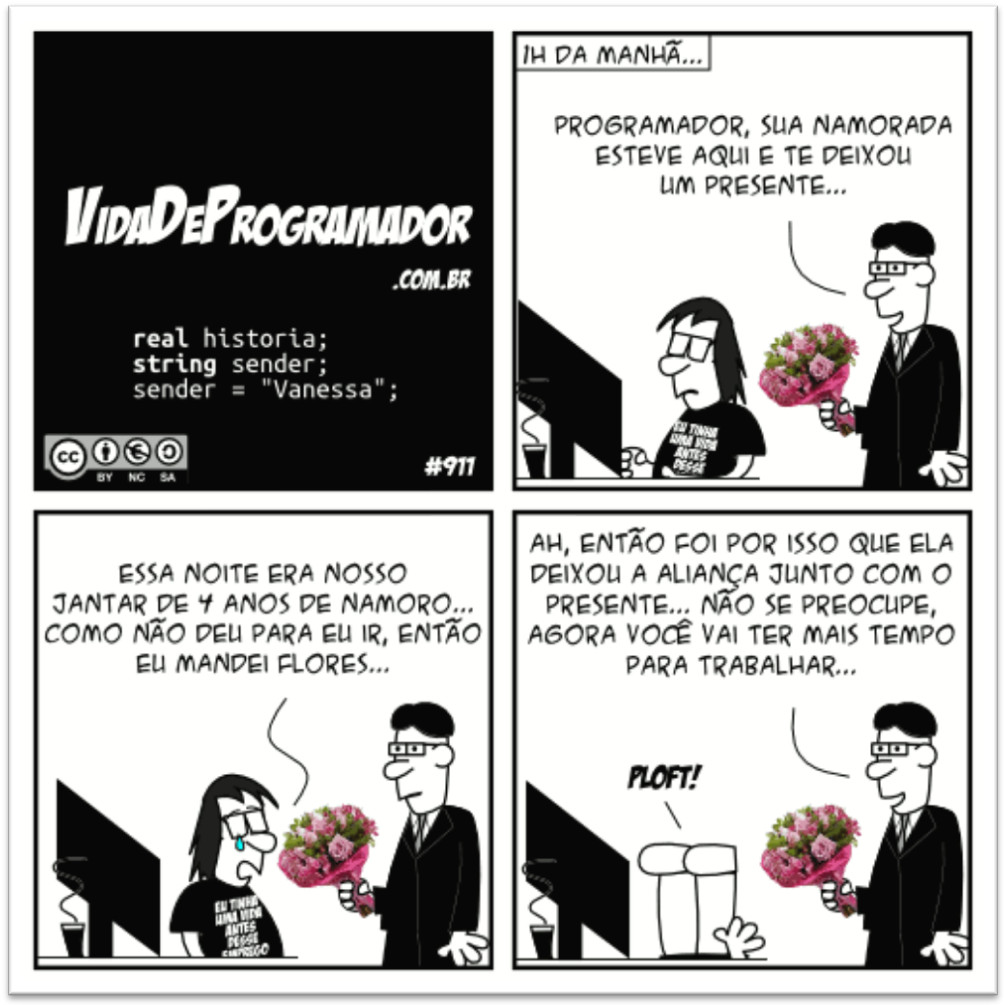 VidaDeProgramador
.com.br
real historia;
string sender;
sender = "Vanessa";
cc
BY NC SA
#911
1H DA MANHÃ...
PROGRAMADOR, SUA NAMORADA
ESTEVE AQUI E TE DEIXOU
UM PRESENTE...
EU TINHA
UMA VIDA
ANTES
DESSE
ESSA NOITE ERA NOSSO
JANTAR DE 4 ANOS DE NAMORO...
COMO NÃO DEU PARA EU IR, ENTÃO
EU MANDEI FLORES...
EU TINHA
UMA VIDA
ANTES
DESSE
EMPREGO
AH, ENTÃO FOI POR ISSO QUE ELA
DEIXOU A ALIANÇA JUNTO COM O
PRESENTE... NÃO SE PREOCUPE,
AGORA VOCÊ VAI TER MAIS TEMPO
PARA TRABALHAR...
PLOFT!